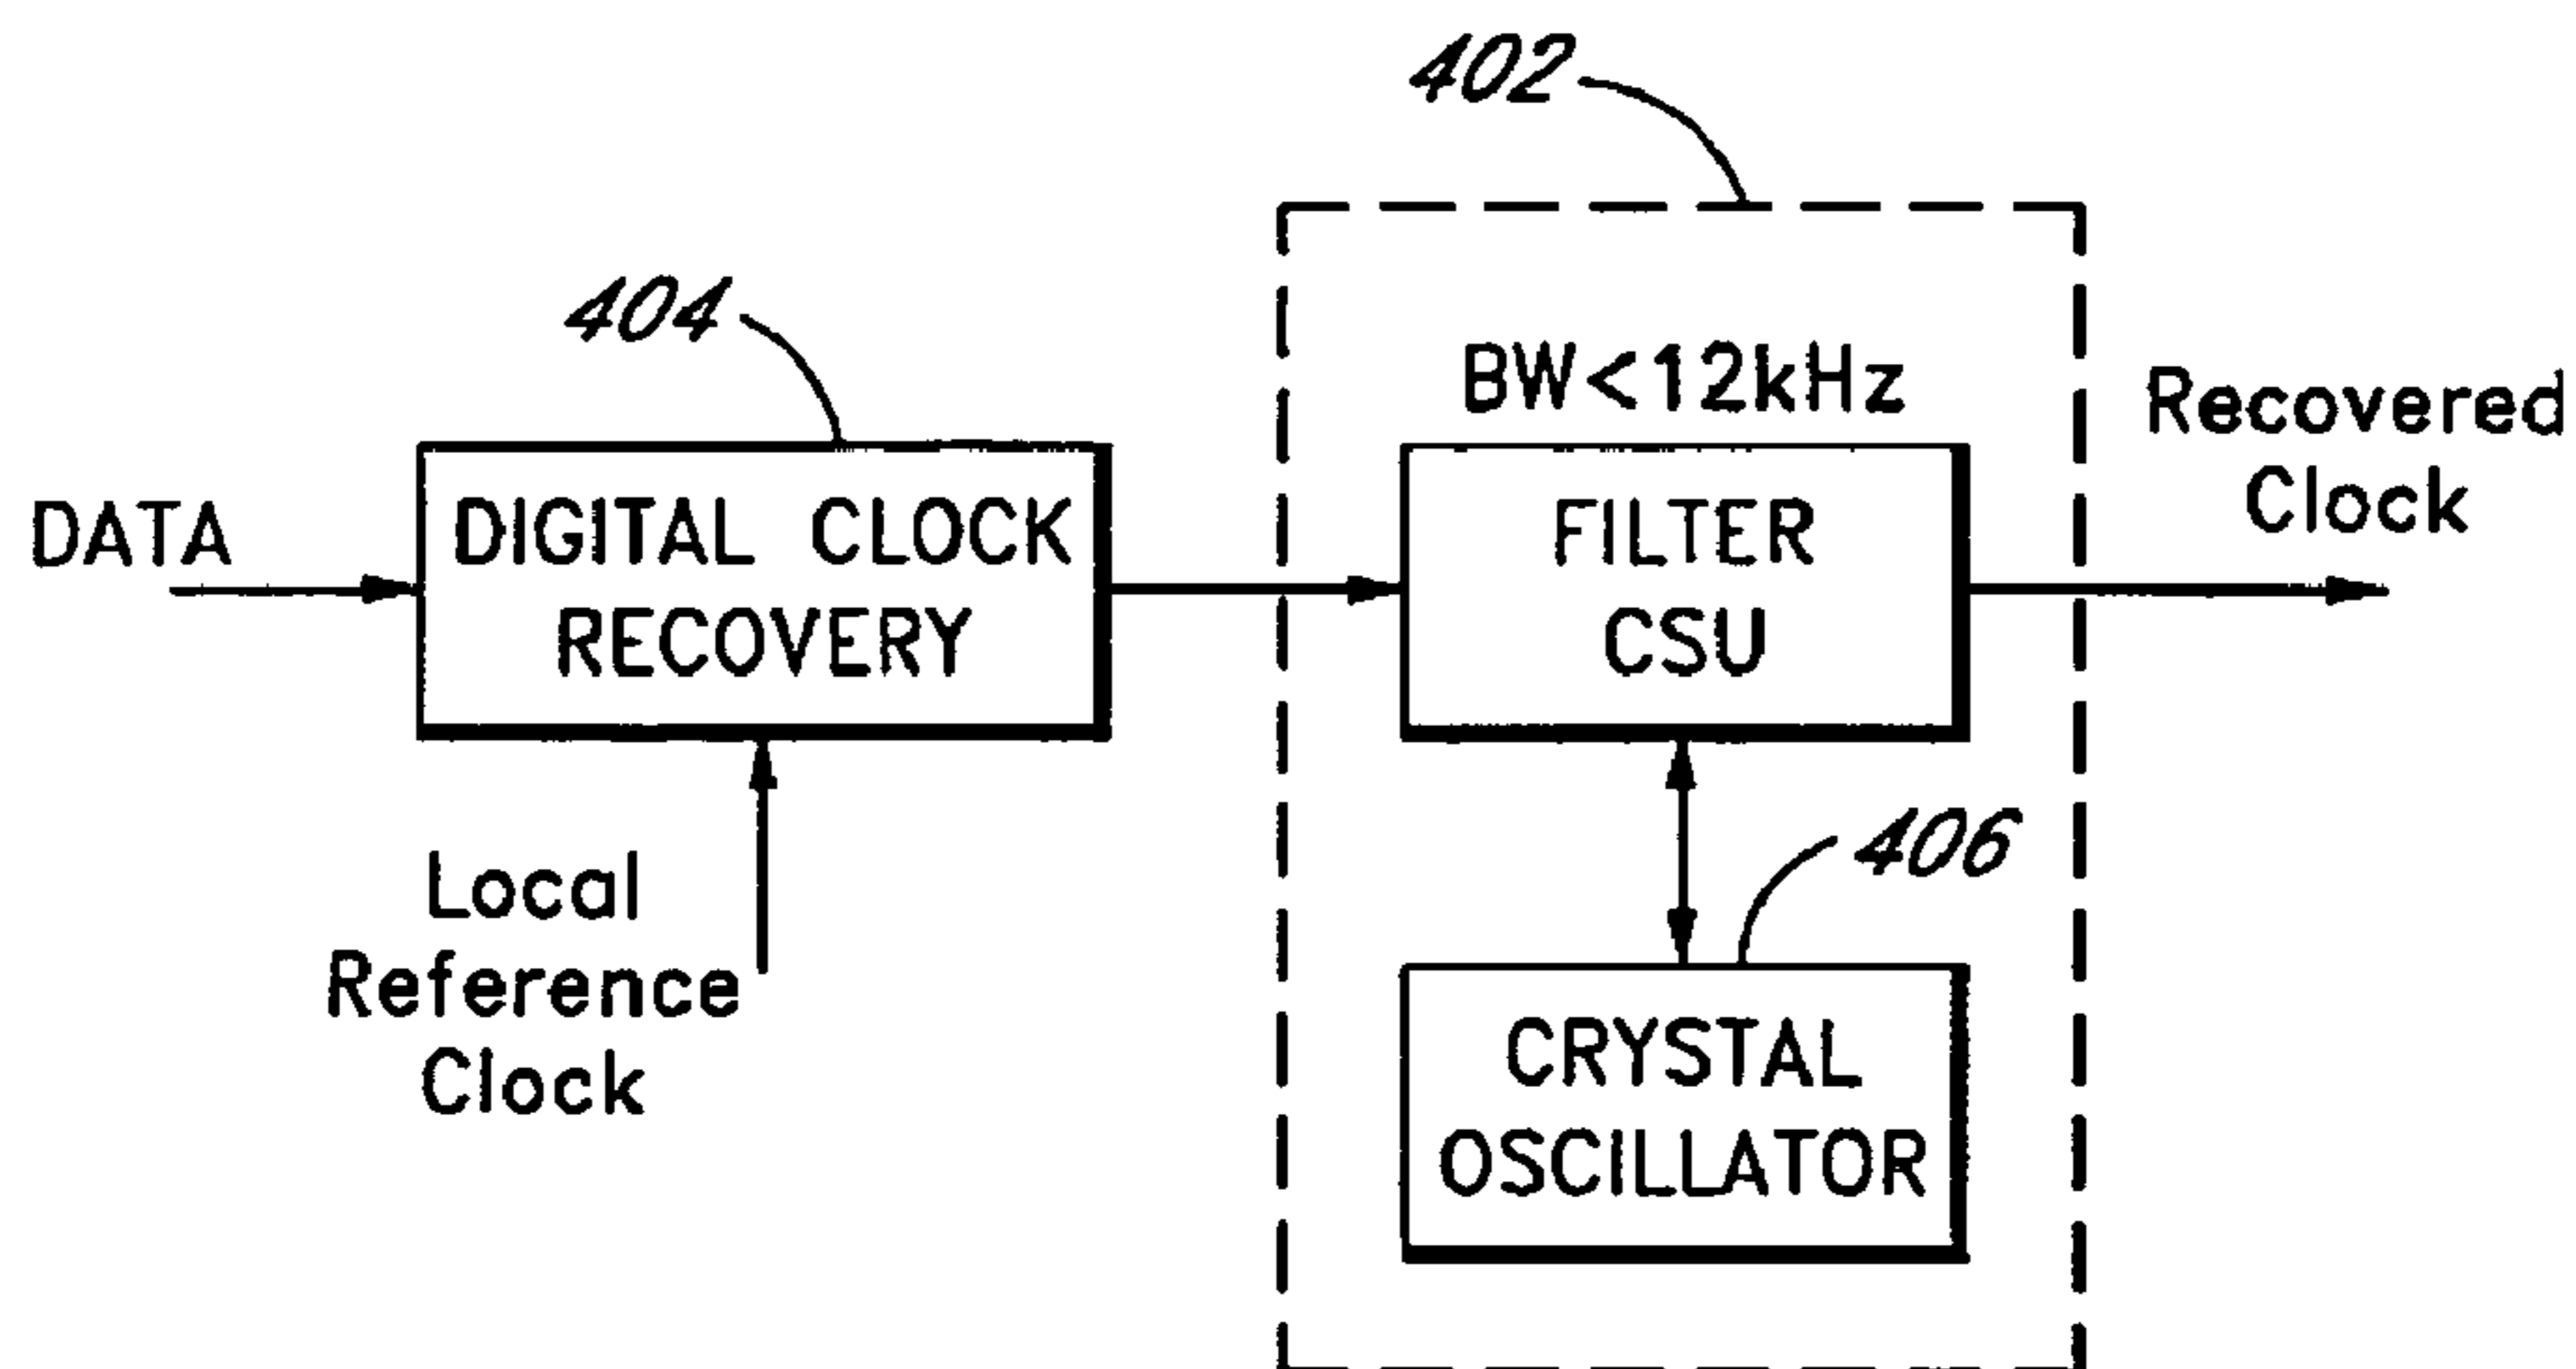 402
404
BW<12kHz
Recovered
Clock
DATA
DIGITAL CLOCK
RECOVERY
FILTER
CSU
Local
Reference
Clock
406
CRYSTAL
OSCILLATOR